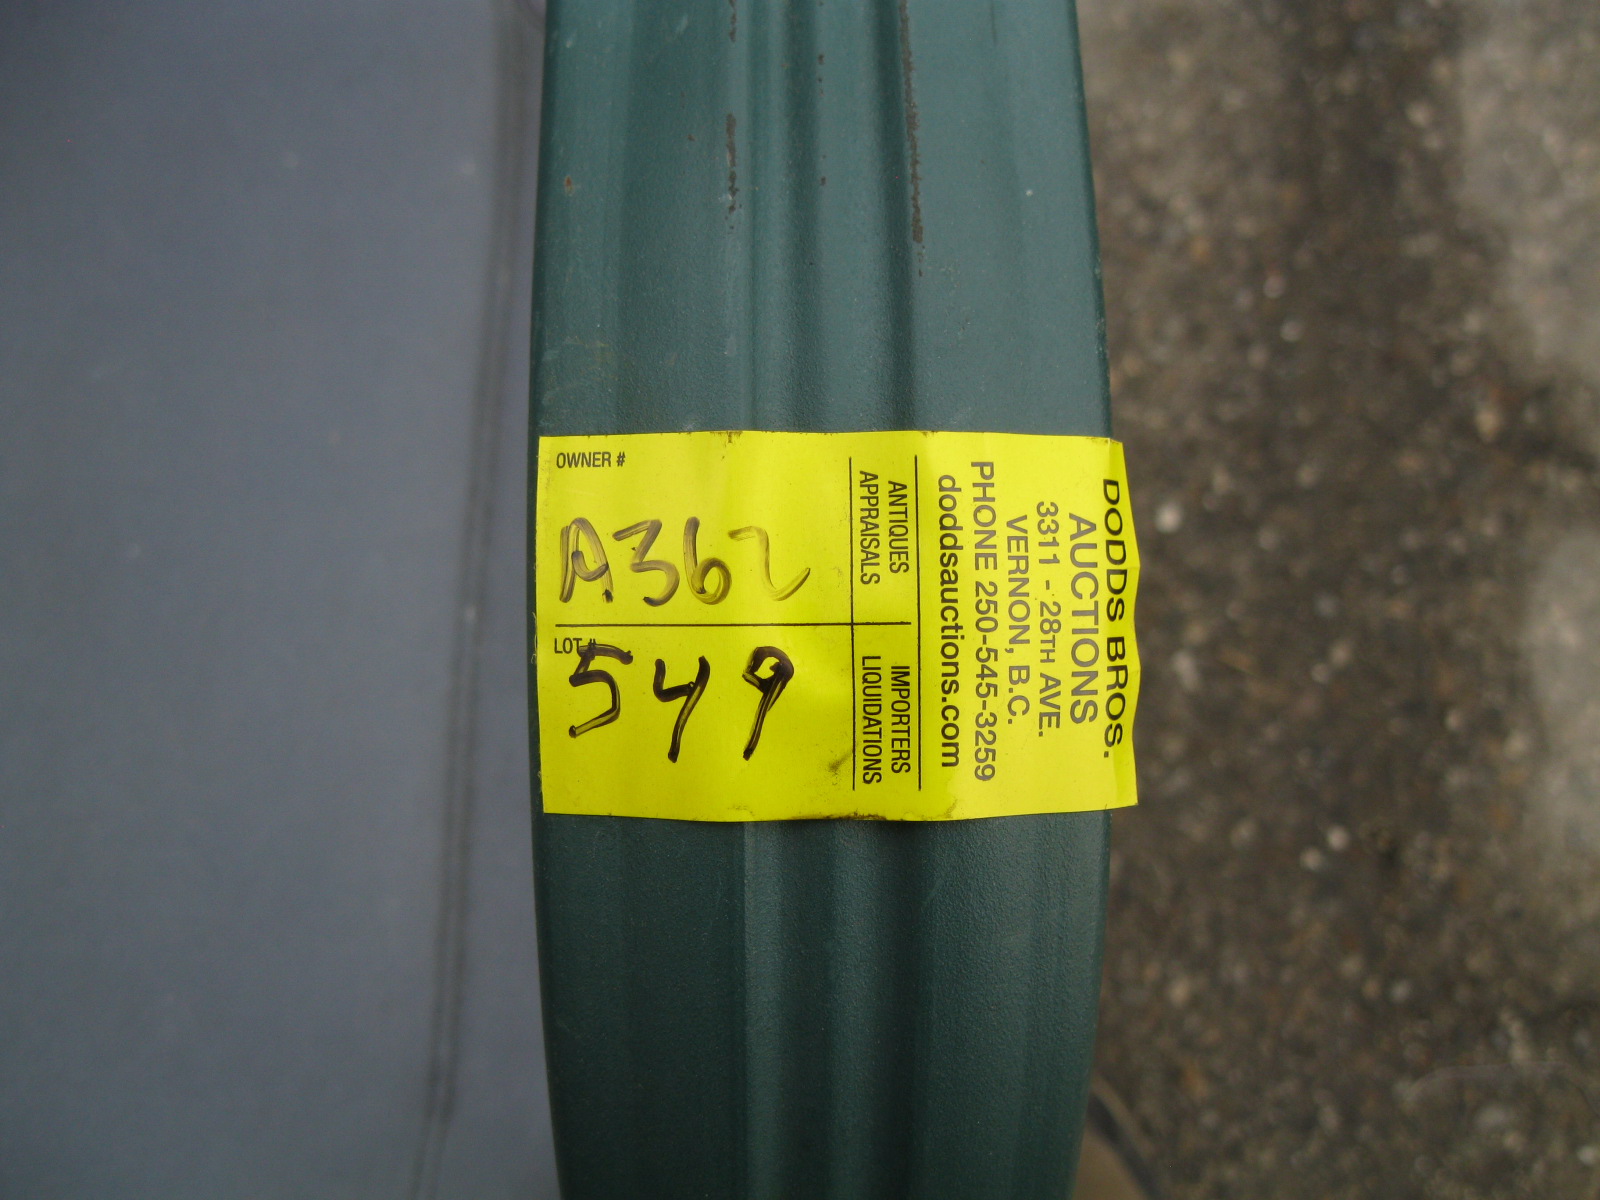 DODDS BROS.
AUCTIONS
3311 - 28TH AVE.
VERNON, B.C.
PHONE 250-545-3259
doddsauctions.com
ANTIQUES
APPRAISALS
IMPORTERS
LIQUIDATIONS
OWNER #
A362
LOT #
549